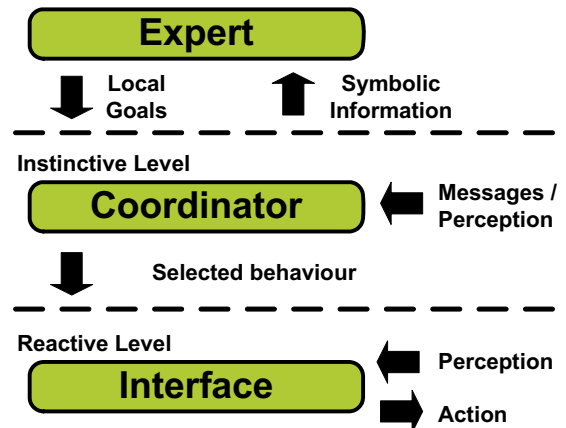 Expert
Local
Goals
Symbolic
Information
Instinctive Level
Coordinator
Messages /
Perception
Selected behaviour
Reactive Level
Interface
Perception
Action